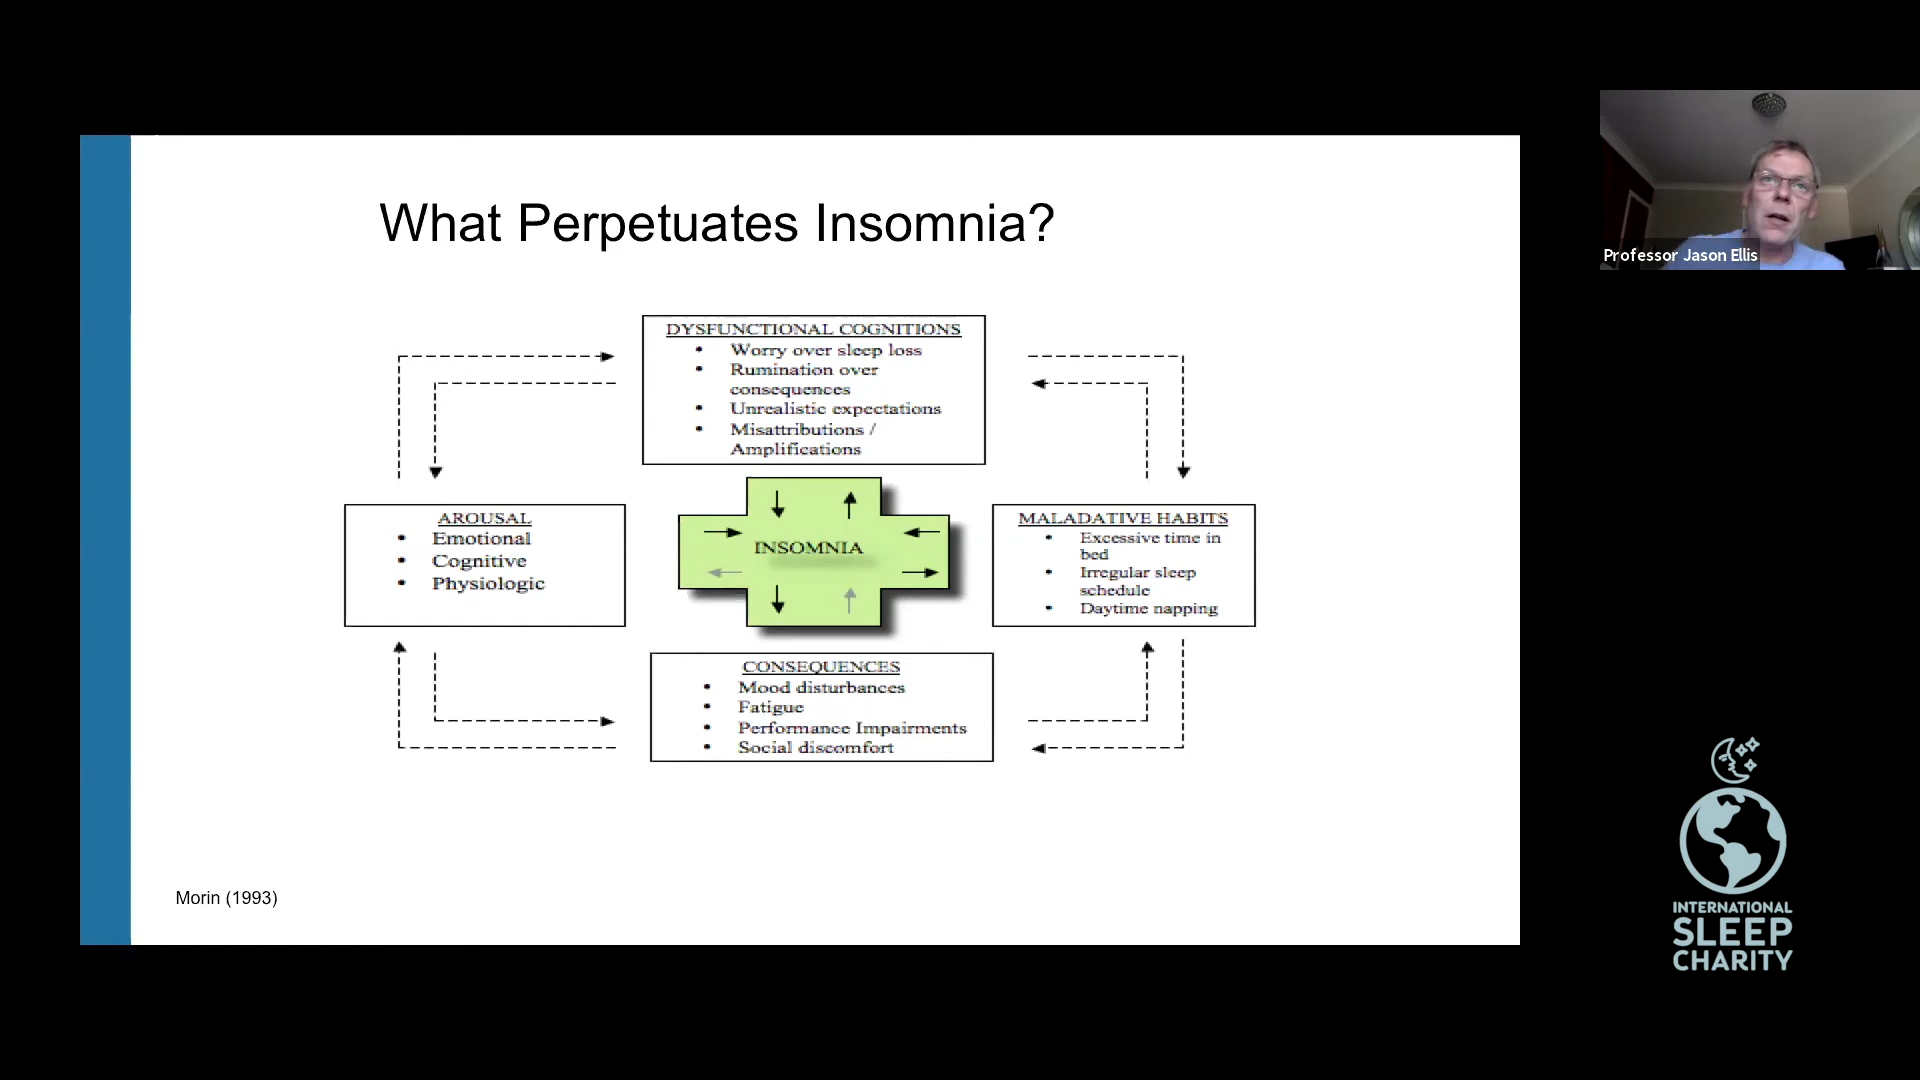 What Perpetuates Insomnia?
Professor Jason Ellis
DYSFUNCTIONAL COGNITIONS
• Worry over sleep loss
• Rumination over
consequences
• Unrealistic expectations
• Misattributions /
Amplifications
AROUSAL
• Emotional
• Cognitive
• Physiologic
INSOMNIA
MALADATIVE HABITS
• Excessive time in
bed
• Irregular sleep
schedule
• Daytime napping
CONSEQUENCES
• Mood disturbances
• Fatigue
• Performance Impairments
• Social discomfort
Morin (1993)
INTERNATIONAL
SLEEP
CHARITY